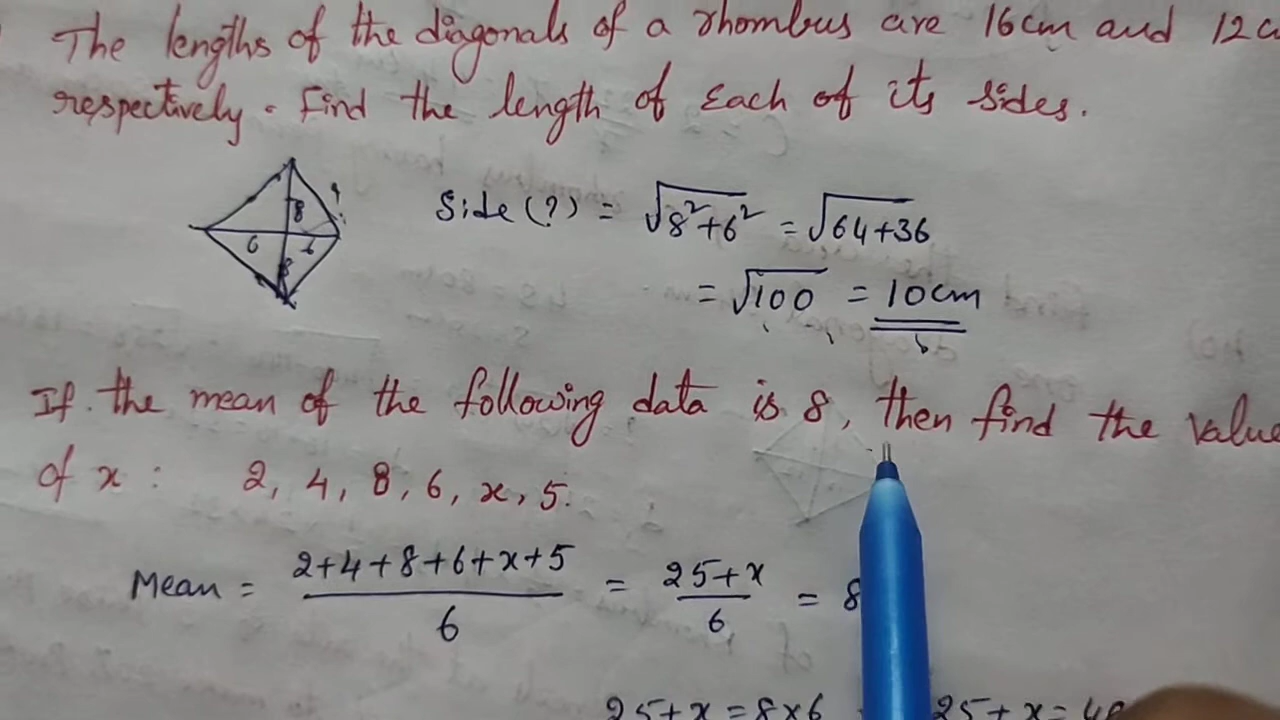 The lengths of the diagonals of a rhombus are 16cm and 12c
respectively. Find the length of Each of its sides.
8
6
6
8
Side (?) = √8²+6² = √64+36
= √100 = 10cm
If the mean of the following data is 8, then find the value
of x : 2, 4, 8, 6, x, 5.
Mean = 2+4+8+6+x+5 / 6 = 25+x / 6 = 8
25+x = 8×6 25+x = 48